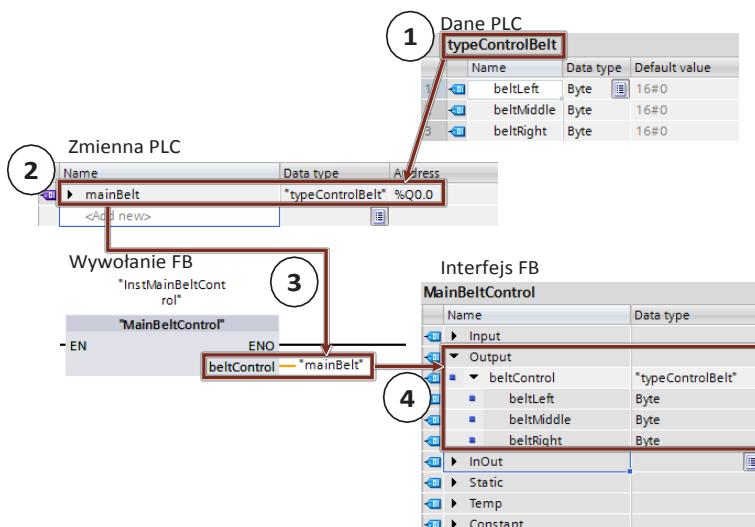 1
Dane PLC
typeControlBelt
Name Data type Default value
1 beltLeft Byte 16#0
beltMiddle Byte 16#0
3 beltRight Byte 16#0
Zmienna PLC
2
Name Data type Address
mainBelt "typeControlBelt" %Q0.0
<Add new>
Wywołanie FB
"InstMainBeltCont
rol"
3
"MainBeltControl"
EN ENO
beltControl "mainBelt"
Interfejs FB
MainBeltControl
Name Data type
Input
Output
beltControl "typeControlBelt"
4
beltLeft Byte
beltMiddle Byte
beltRight Byte
InOut
Static
Temp
Constant